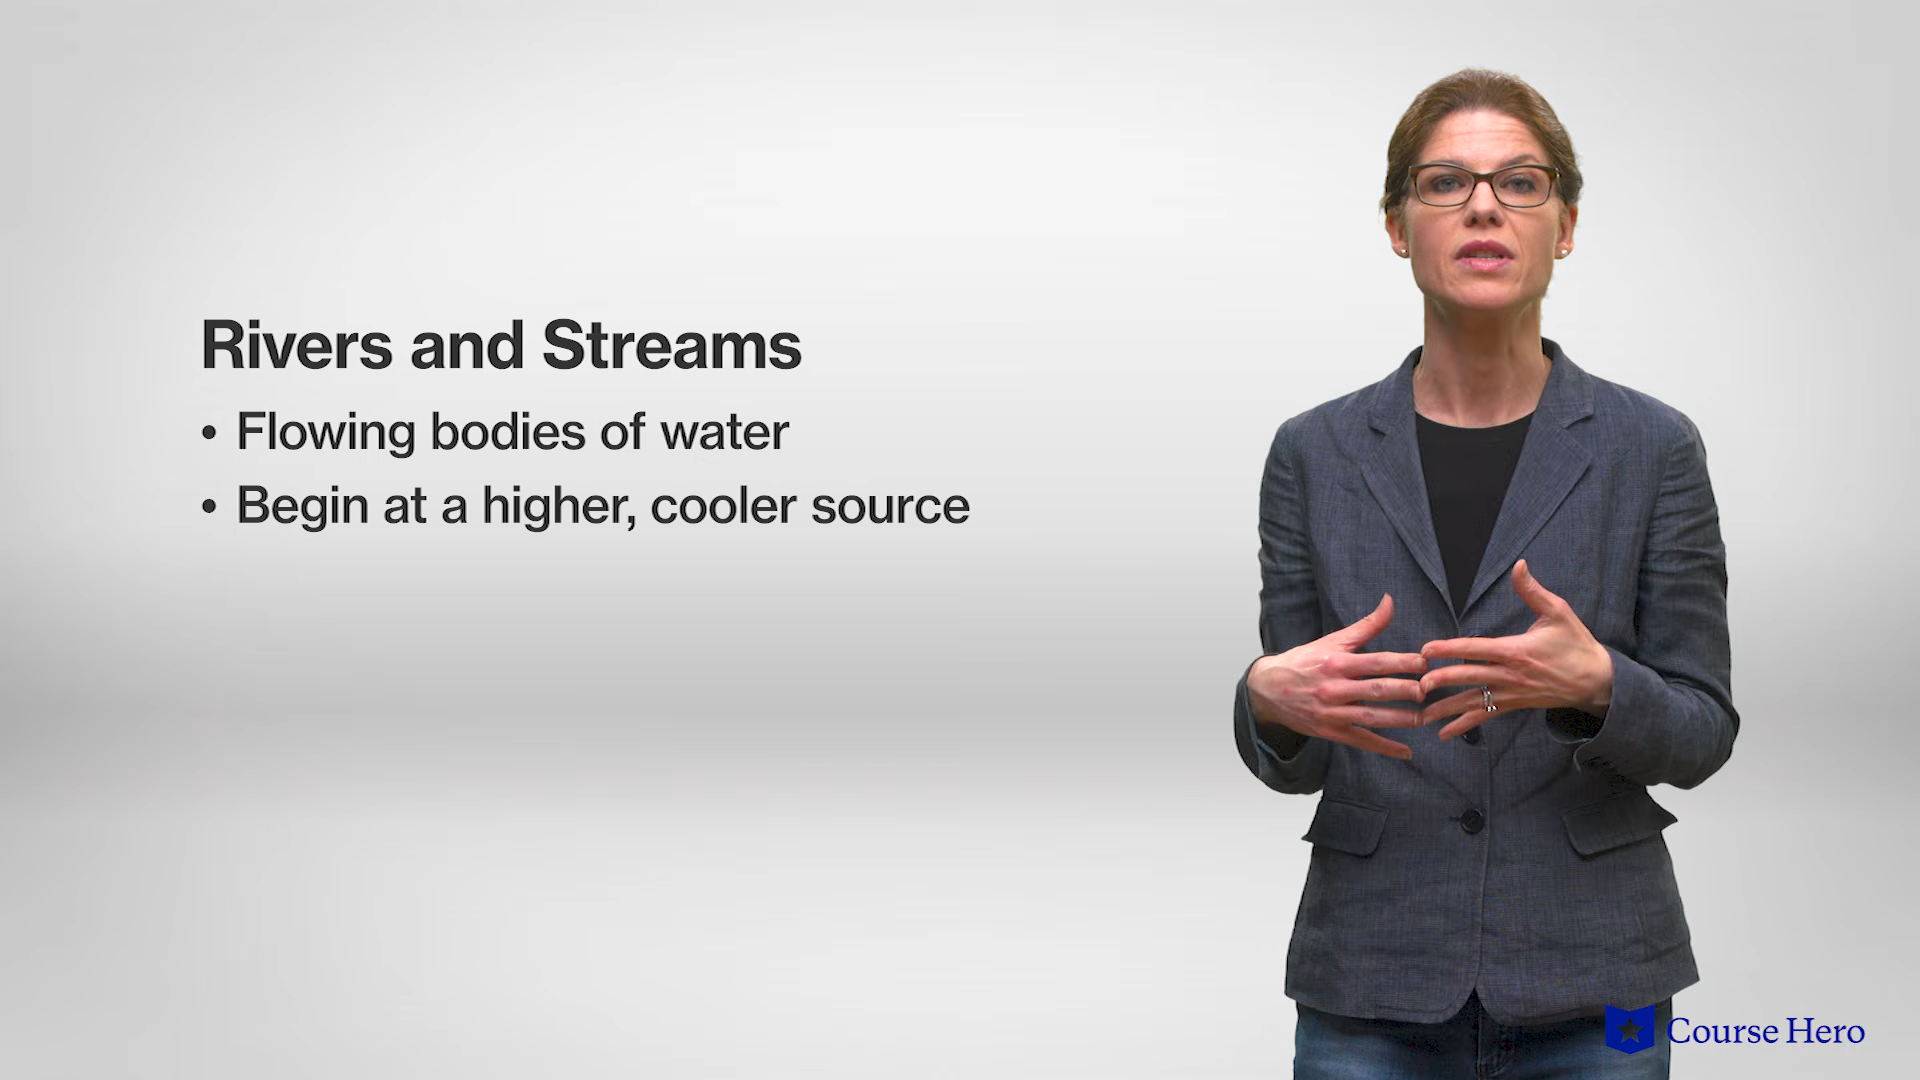 Rivers and Streams
• Flowing bodies of water
• Begin at a higher, cooler source
Course Hero